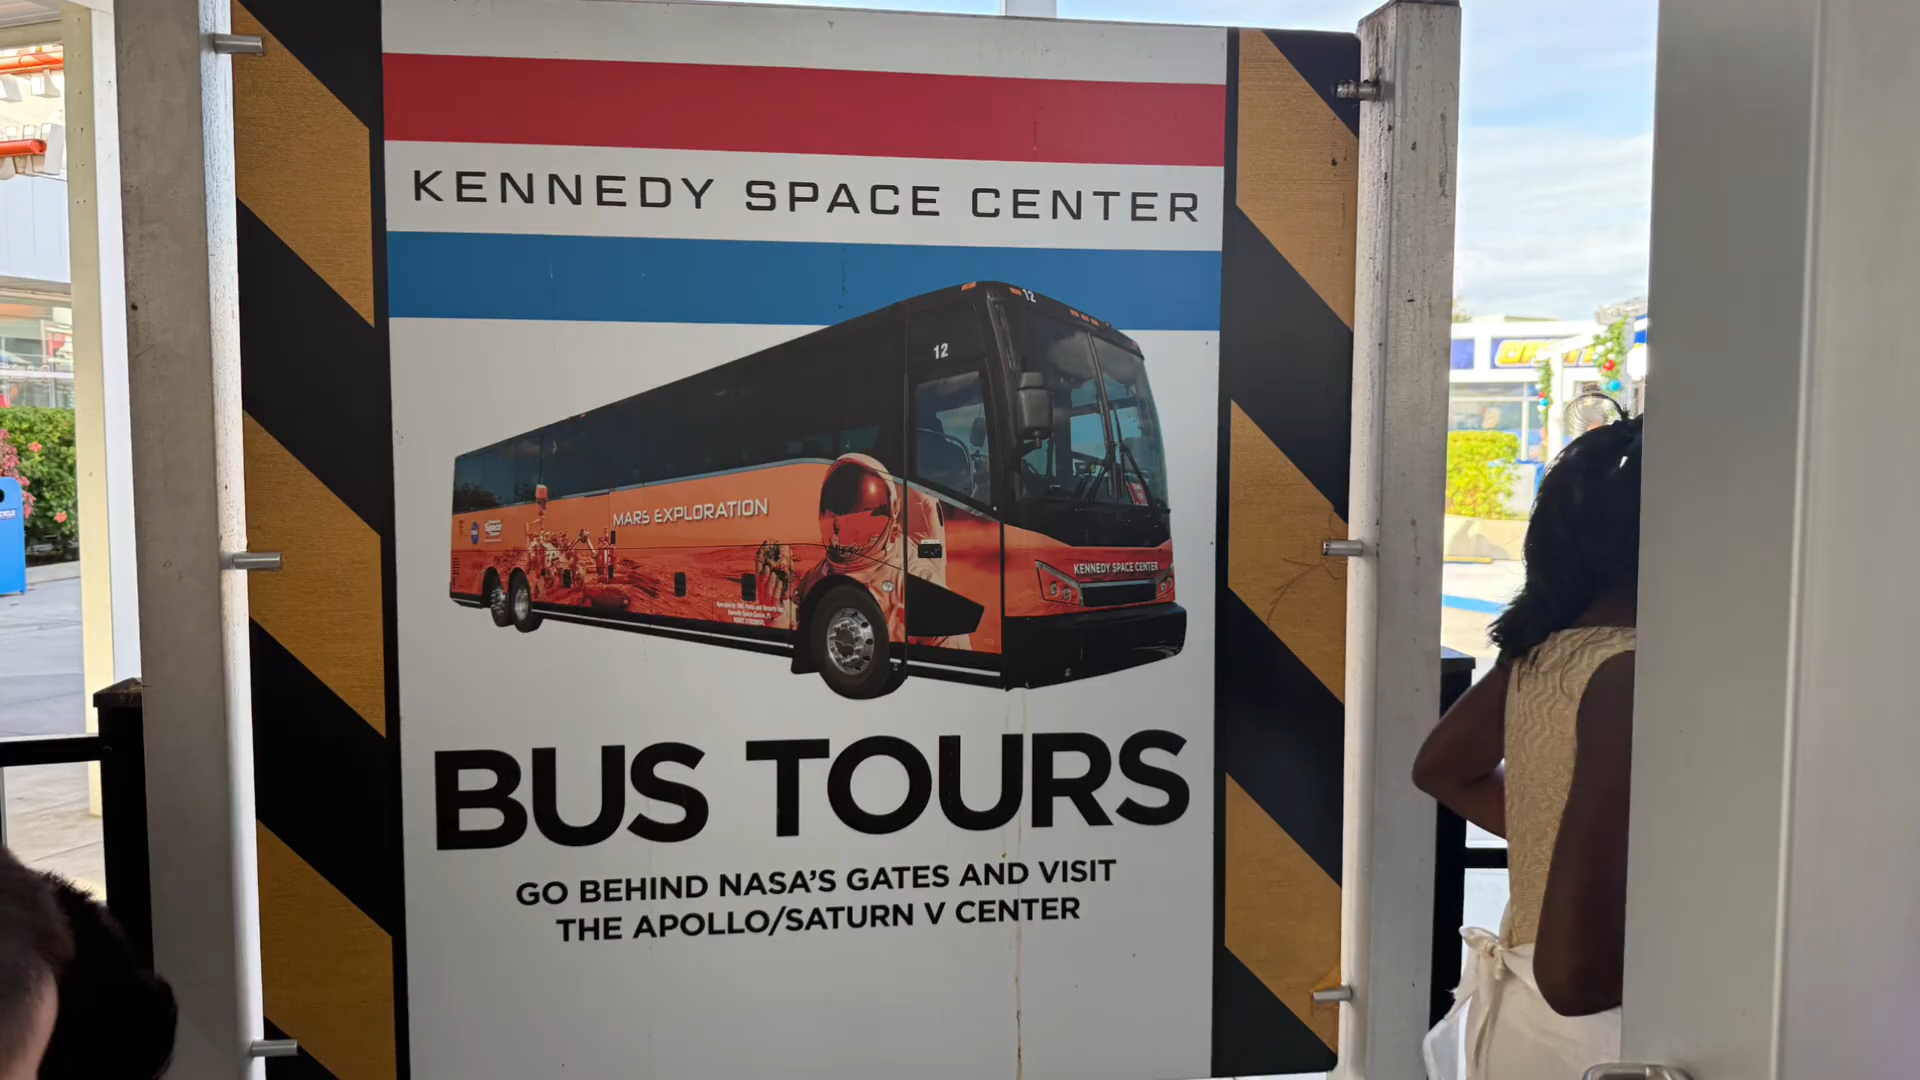 KENNEDY SPACE CENTER
12
12
MARS EXPLORATION
Space
KENNEDY SPACE CENTER
BUS TOURS
GO BEHIND NASA'S GATES AND VISIT
THE APOLLO/SATURN V CENTER